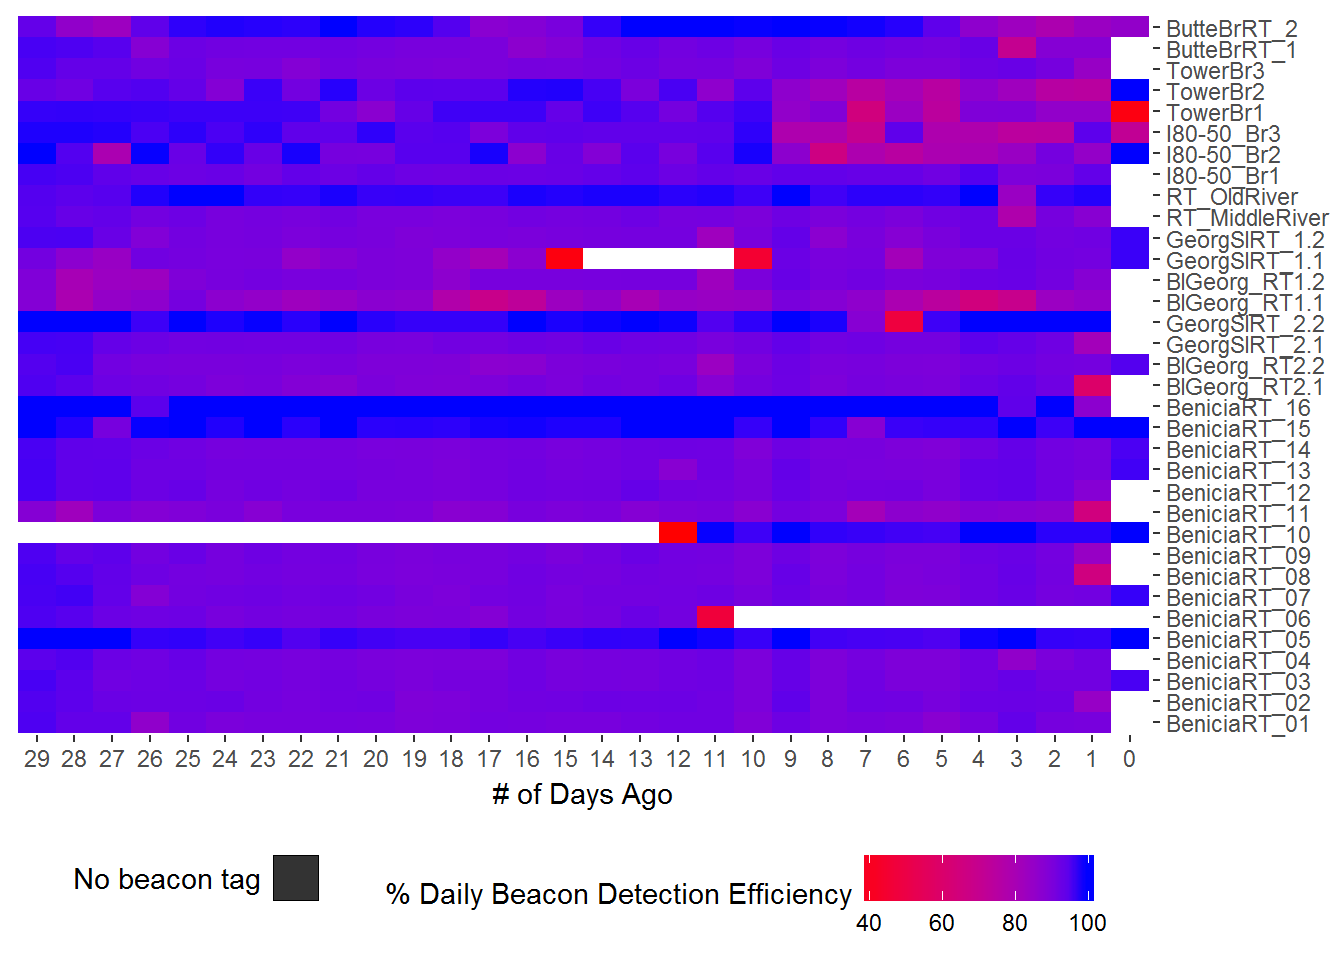 ButteBrRT_2
ButteBrRT_1
TowerBr3
TowerBr2
TowerBr1
I80-50_Br3
I80-50_Br2
I80-50_Br1
RT_OldRiver
RT_MiddleRiver
GeorgSlRT_1.2
GeorgSlRT_1.1
BlGeorg_RT1.2
BlGeorg_RT1.1
GeorgSlRT_2.2
GeorgSlRT_2.1
BlGeorg_RT2.2
BlGeorg_RT2.1
BeniciaRT_16
BeniciaRT_15
BeniciaRT_14
BeniciaRT_13
BeniciaRT_12
BeniciaRT_11
BeniciaRT_10
BeniciaRT_09
BeniciaRT_08
BeniciaRT_07
BeniciaRT_06
BeniciaRT_05
BeniciaRT_04
BeniciaRT_03
BeniciaRT_02
BeniciaRT_01
29 28 27 26 25 24 23 22 21 20 19 18 17 16 15 14 13 12 11 10 9 8 7 6 5 4 3 2 1 0
# of Days Ago
No beacon tag
% Daily Beacon Detection Efficiency
40 60 80 100